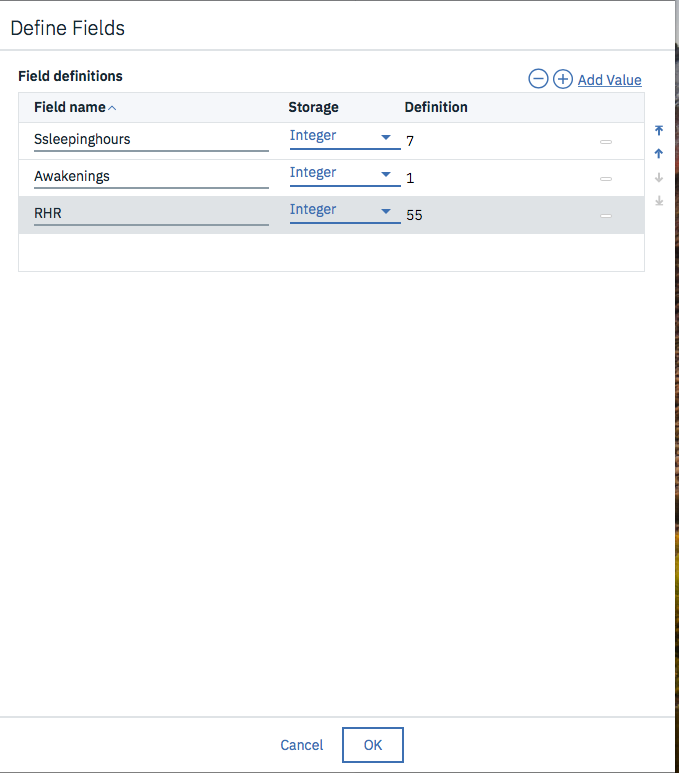 Define Fields
Field definitions Add Value
Field name Storage Definition
Ssleepinghours Integer 7
Awakenings Integer 1
RHR Integer 55
Cancel OK